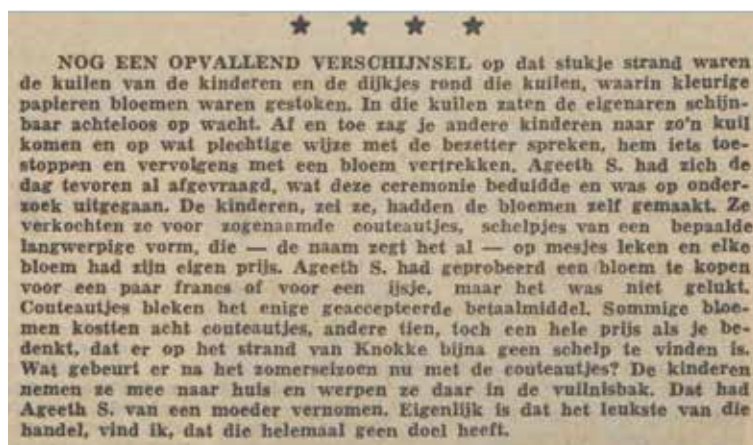 ★ ★ ★ ★
NOG EEN OPVALLEND VERSCHIJNSEL op dat stukje strand waren
de kuilen van de kinderen en de dijkjes rond die kuilen, waarin kleurige
papieren bloemen waren gestoken. In die kuilen zaten de eigenaren schijn-
baar achteloos op wacht. Af en toe zag je andere kinderen naar zo'n kuil
komen en op wat plechtige wijze met de bezetter spreken, hem iets toe-
stoppen en vervolgens met een bloem vertrekken. Ageeth S. had zich de
dag tevoren al afgevraagd, wat deze ceremonie beduidde en was op onder-
zoek uitgegaan. De kinderen, zei ze, hadden de bloemen zelf gemaakt. Ze
verkochten ze voor zogenaamde couteautjes, schelpjes van een bepaalde
langwerpige vorm, die — de naam zegt het al — op mesjes leken en elke
bloem had zijn eigen prijs. Ageeth S. had geprobeerd een bloem te kopen
voor een paar francs of voor een ijsje, maar het was niet gelukt.
Couteautjes bleken het enige geaccepteerde betaalmiddel. Sommige bloe-
men kostten acht couteautjes, andere tien, toch een hele prijs als je be-
denkt, dat er op het strand van Knokke bijna geen schelp te vinden is.
Wat gebeurt er na het zomerseizoen nu met de couteautjes? De kinderen
nemen ze mee naar huis en werpen ze daar in de vuilnisbak. Dat had
Ageeth S. van een moeder vernomen. Eigenlijk is dat het leukste van die
handel, vind ik, dat die helemaal geen doel heeft.